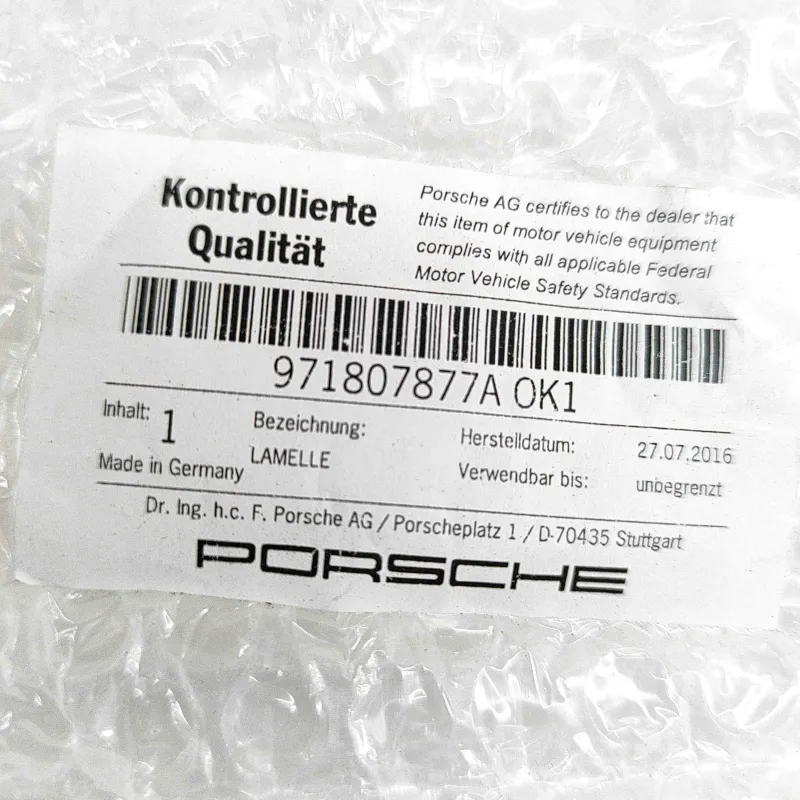 Kontrollierte
Qualität
Porsche AG certifies to the dealer that
this item of motor vehicle equipment
complies with all applicable Federal
Motor Vehicle Safety Standards.
971807877A OK1
Inhalt: 1
Bezeichnung:
LAMELLE
Herstelldatum: 27.07.2016
Made in Germany
Verwendbar bis: unbegrenzt
Dr. Ing. h.c. F. Porsche AG / Porscheplatz 1 / D-70435 Stuttgart
PORSCHE